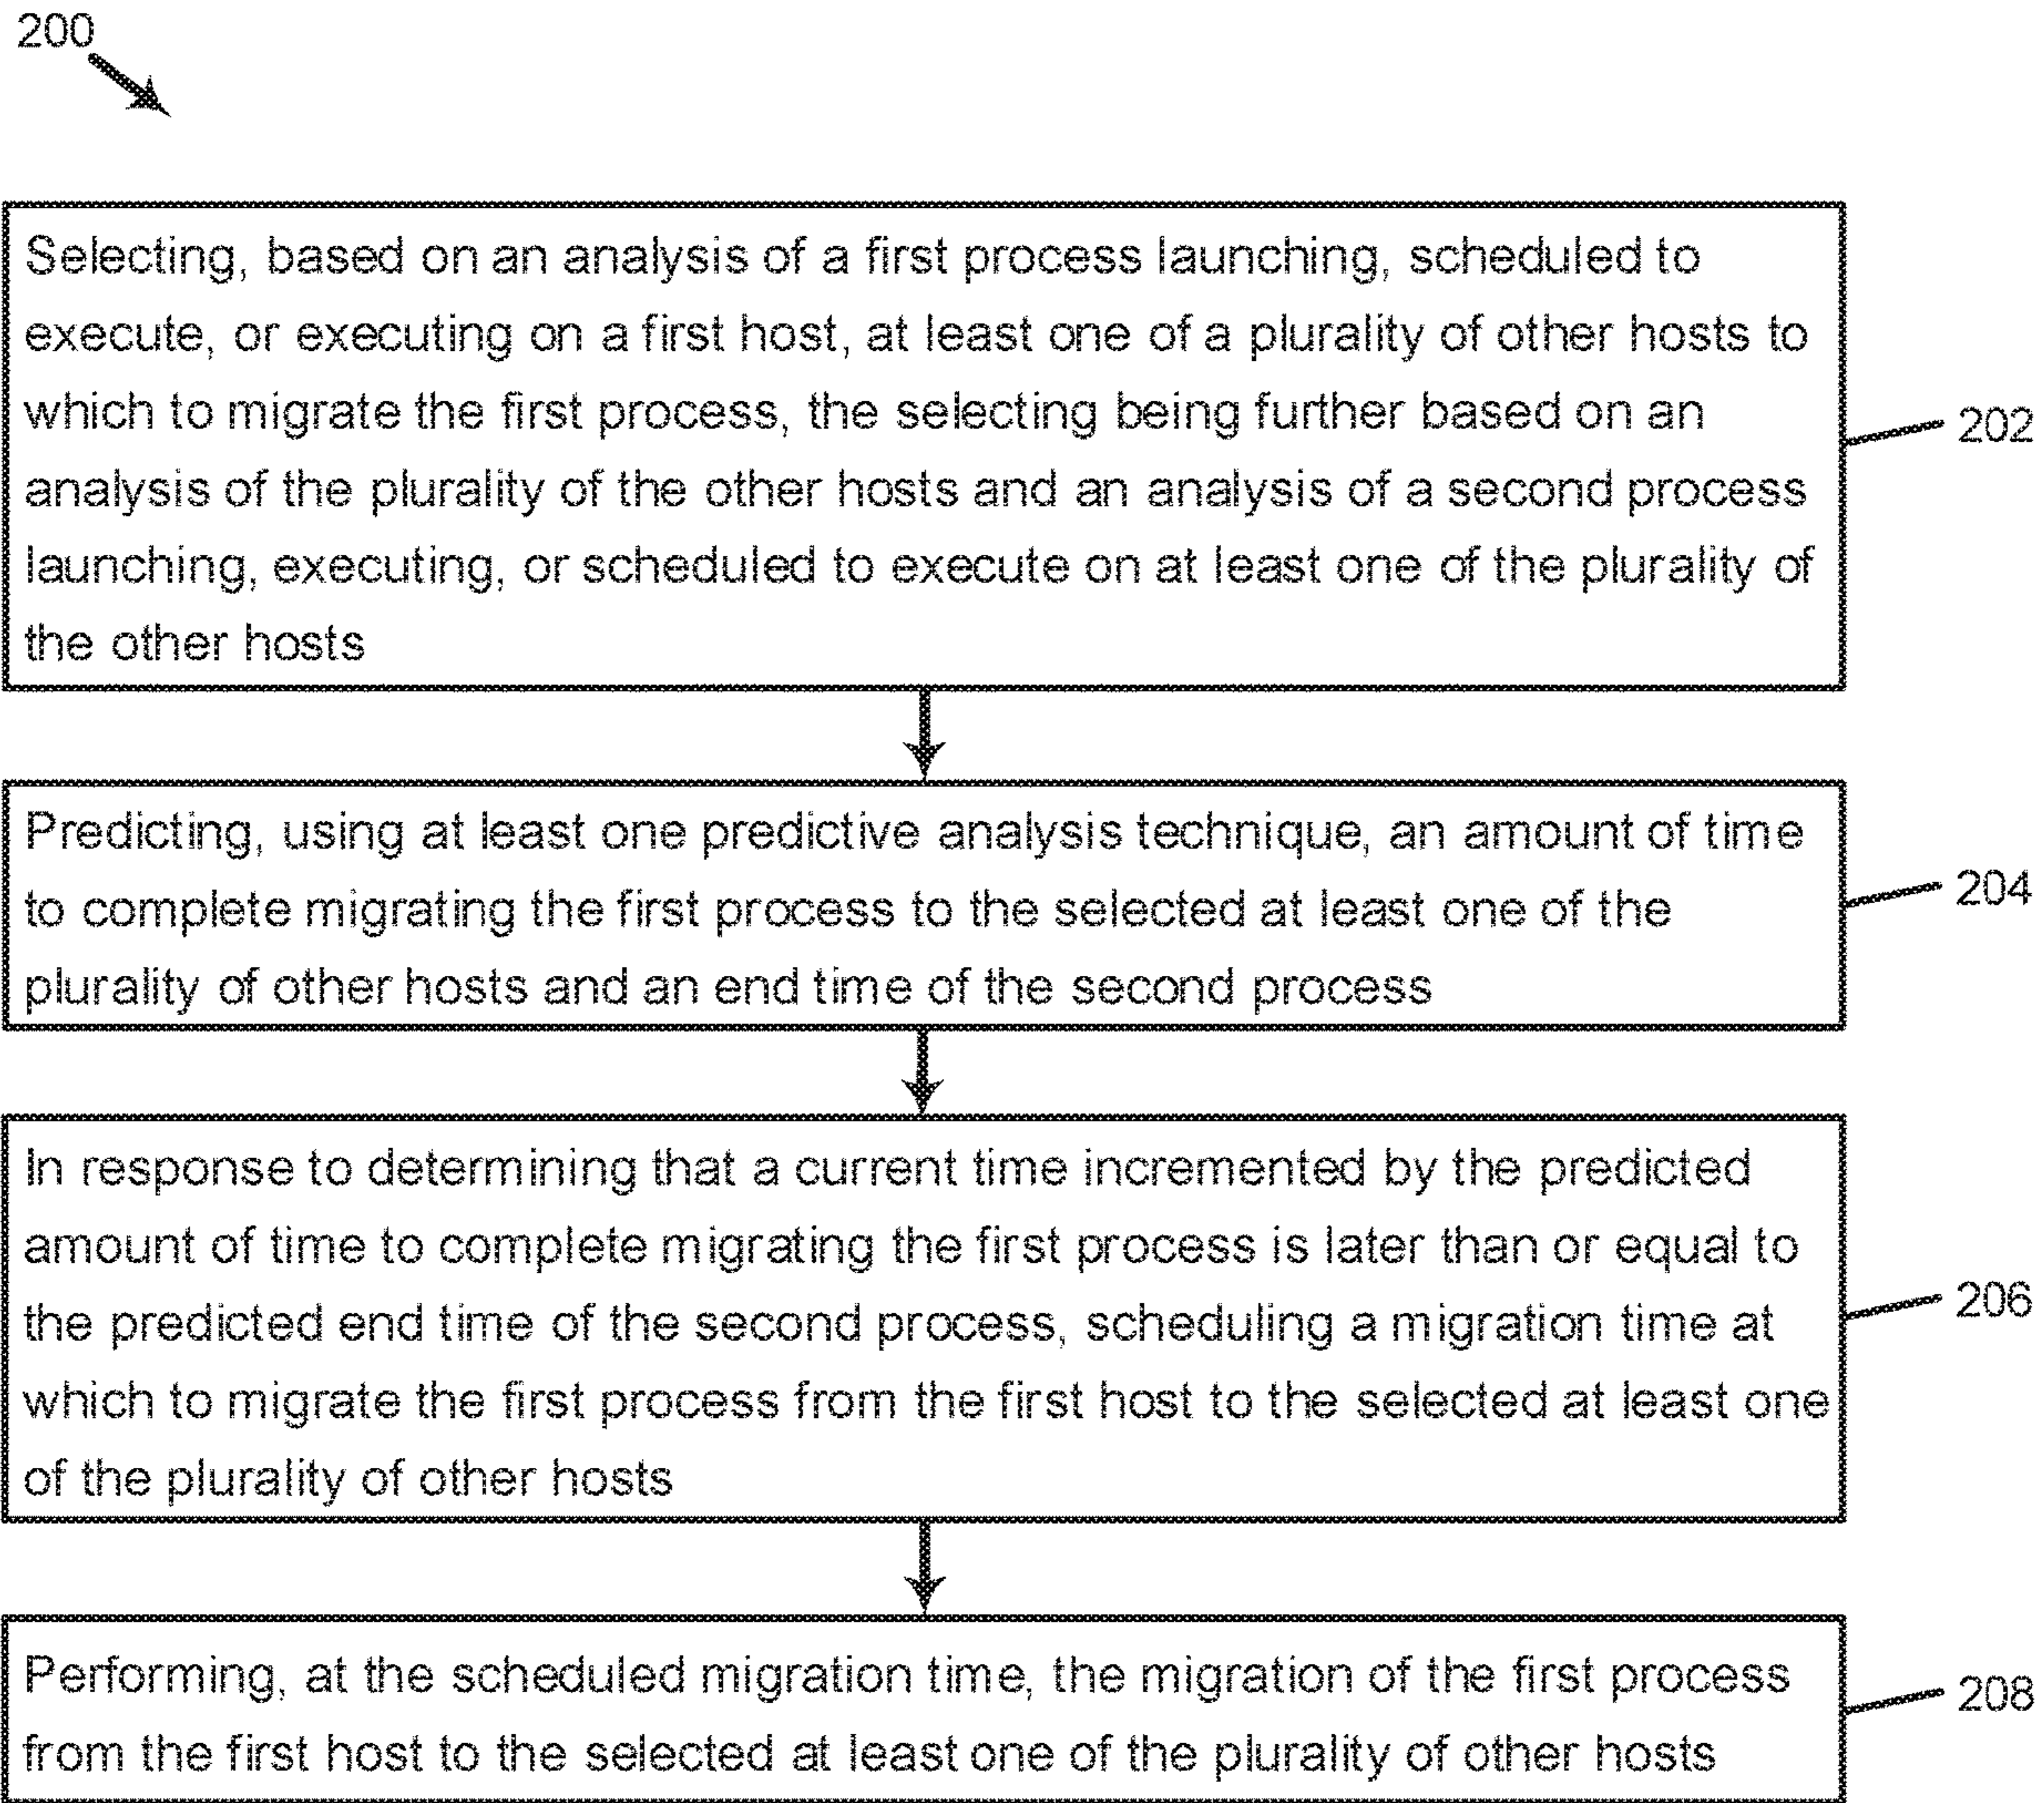 200
Selecting, based on an analysis of a first process launching, scheduled to
execute, or executing on a first host, at least one of a plurality of other hosts to
which to migrate the first process, the selecting being further based on an
analysis of the plurality of the other hosts and an analysis of a second process
launching, executing, or scheduled to execute on at least one of the plurality of
the other hosts
202
Predicting, using at least one predictive analysis technique, an amount of time
to complete migrating the first process to the selected at least one of the
plurality of other hosts and an end time of the second process
204
In response to determining that a current time incremented by the predicted
amount of time to complete migrating the first process is later than or equal to
the predicted end time of the second process, scheduling a migration time at
which to migrate the first process from the first host to the selected at least one
of the plurality of other hosts
206
Performing, at the scheduled migration time, the migration of the first process
from the first host to the selected at least one of the plurality of other hosts
208